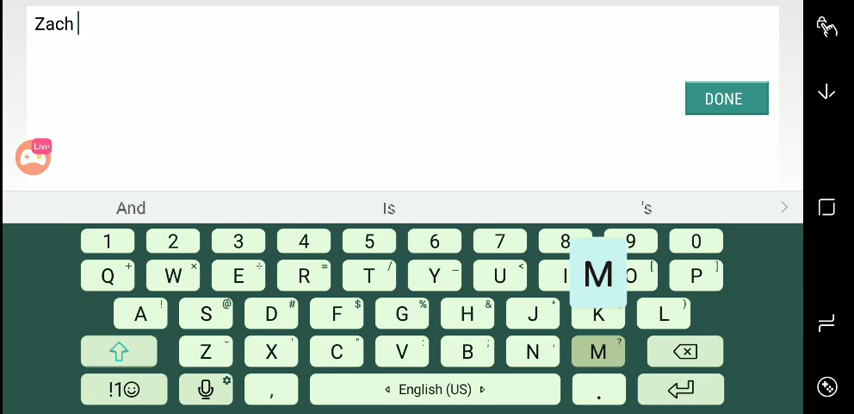 Zach
DONE
Live
And Is 's
1 2 3 4 5 6 7 8 9 0
Q + W × E ÷ R = T / Y _ U < I O [ P ]
M
A ! S @ D # F $ G % H & J * K L )
Z - X ' C " V : B ; N , M ?
!1☺ , English (US) .